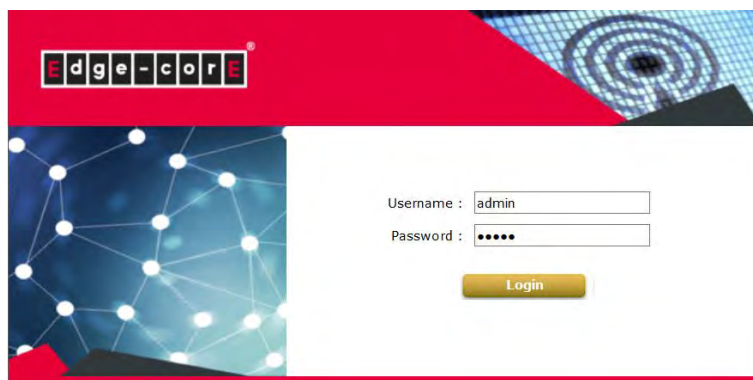 Edge-corE®
Username : admin
Password : •••••
Login